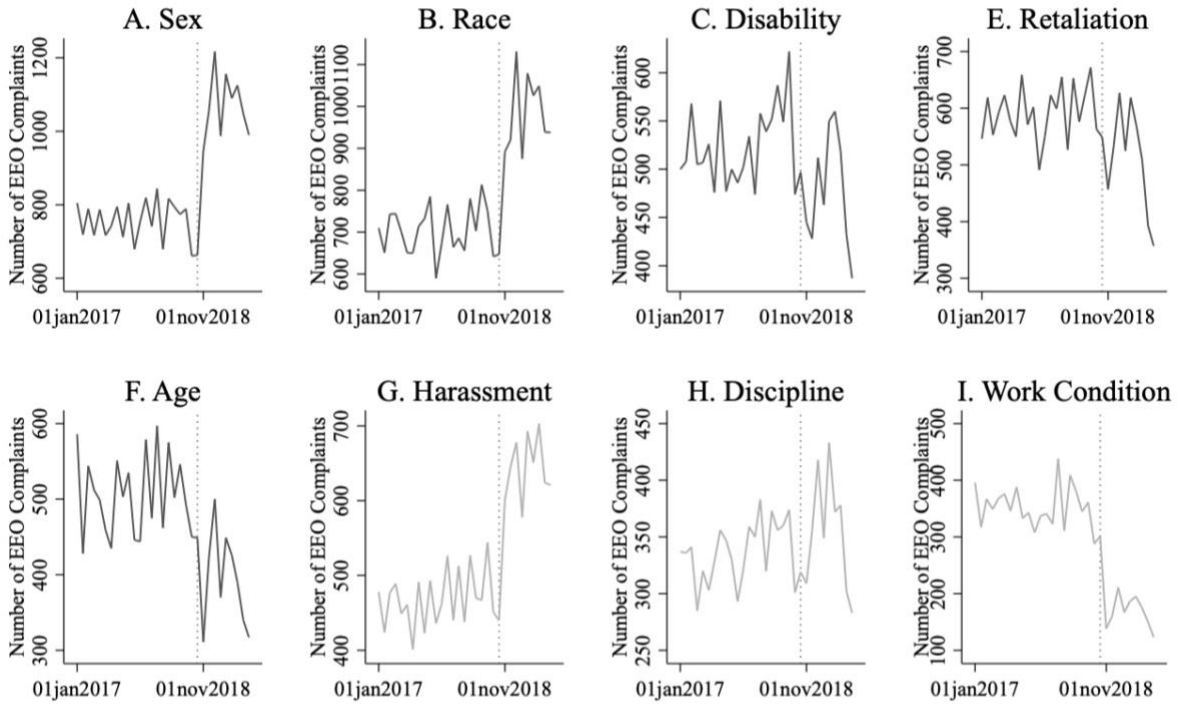 A. Sex
Number of EEO Complaints
1200
1000
800
600
01jan2017 01nov2018
B. Race
Number of EEO Complaints
1100
1000
900
800
700
600
01jan2017 01nov2018
C. Disability
Number of EEO Complaints
600
550
500
450
400
01jan2017 01nov2018
E. Retaliation
Number of EEO Complaints
700
600
500
400
300
01jan2017 01nov2018
F. Age
Number of EEO Complaints
600
500
400
300
01jan2017 01nov2018
G. Harassment
Number of EEO Complaints
700
600
500
400
01jan2017 01nov2018
H. Discipline
Number of EEO Complaints
450
400
350
300
250
01jan2017 01nov2018
I. Work Condition
Number of EEO Complaints
500
400
300
200
100
01jan2017 01nov2018